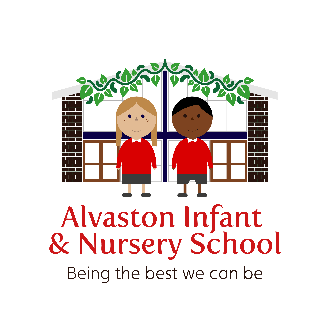 Alvaston Infant
& Nursery School
Being the best we can be